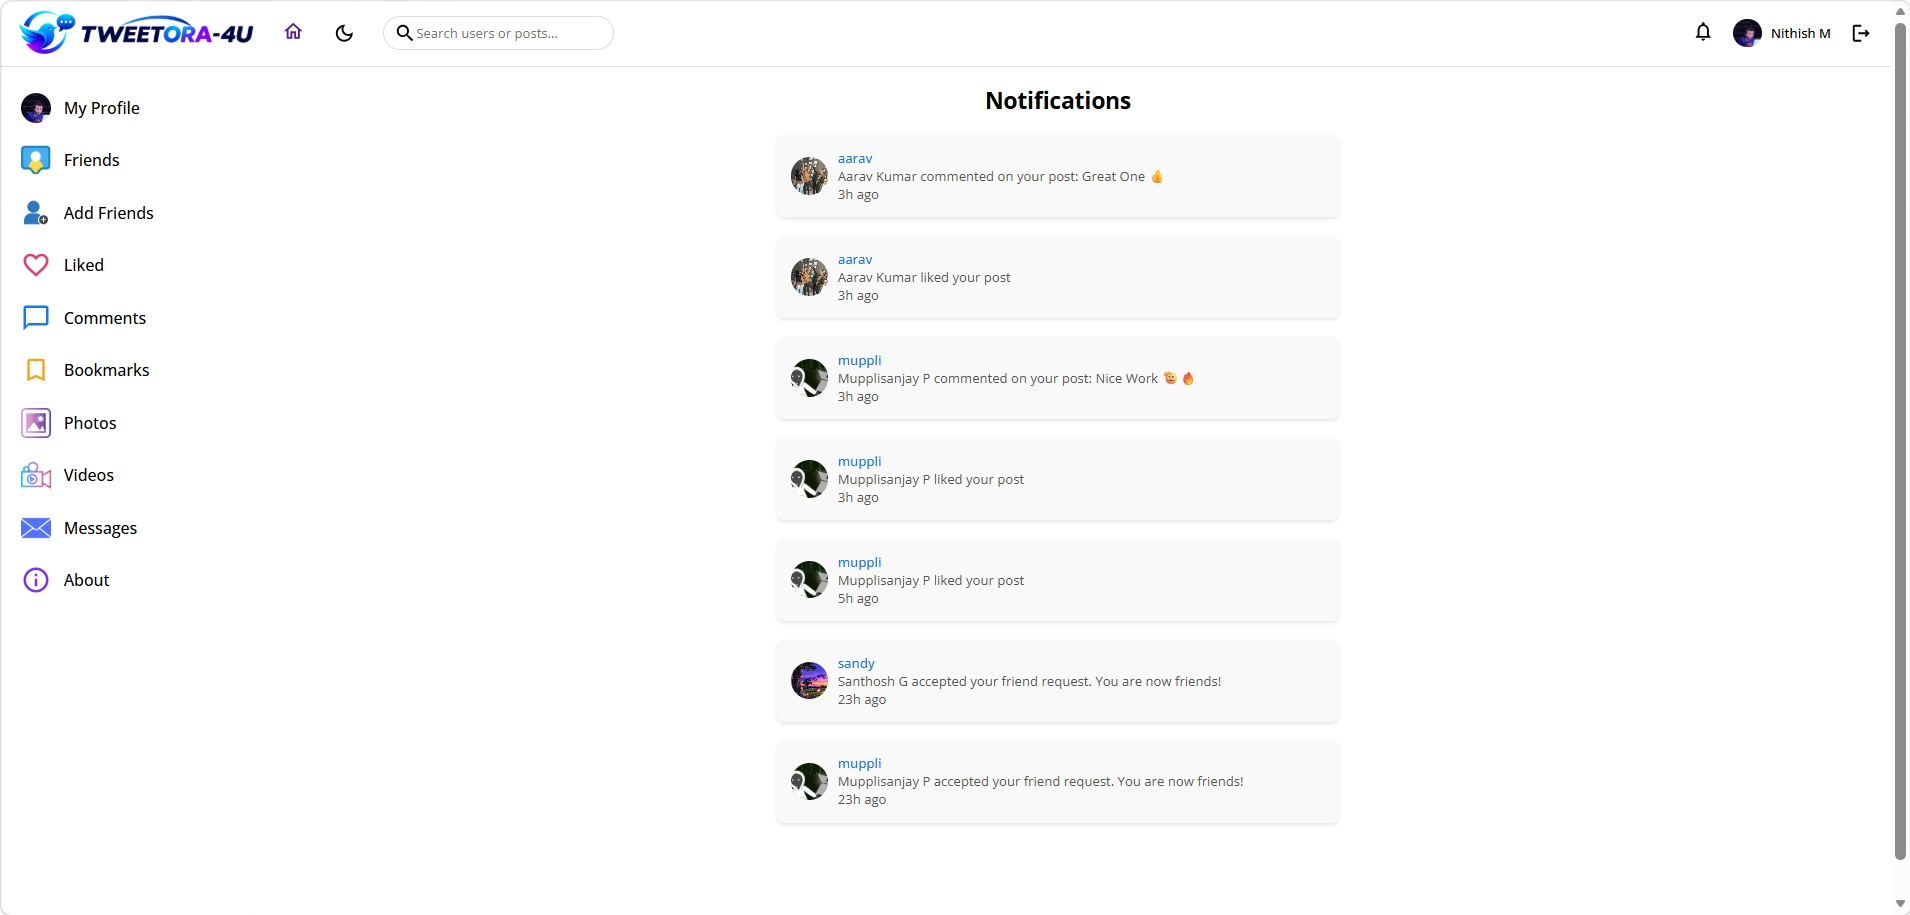 TWEETORA-4U
Search users or posts...
Nithish M
My Profile
Friends
Add Friends
Liked
Comments
Bookmarks
Photos
Videos
Messages
About
Notifications
aarav
Aarav Kumar commented on your post: Great One 👍
3h ago
aarav
Aarav Kumar liked your post
3h ago
muppli
Mupplisanjay P commented on your post: Nice Work 🫡 🔥
3h ago
muppli
Mupplisanjay P liked your post
3h ago
muppli
Mupplisanjay P liked your post
5h ago
sandy
Santhosh G accepted your friend request. You are now friends!
23h ago
muppli
Mupplisanjay P accepted your friend request. You are now friends!
23h ago